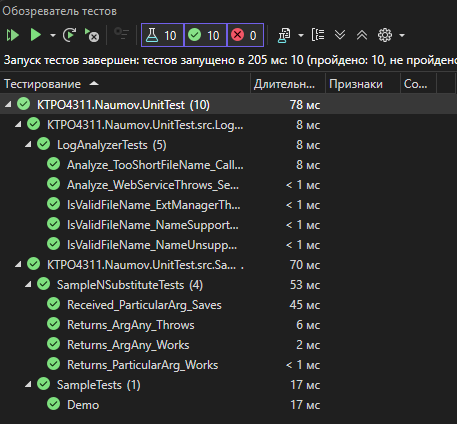 Обозреватель тестов
10 10 0
Запуск тестов завершен: тестов запущено в 205 мс: 10 (пройдено: 10, не пройдено
Тестирование Длительн... Признаки Со...
KTPO4311.Naumov.UnitTest (10) 78 мс
KTPO4311.Naumov.UnitTest.src.Log... 8 мс
LogAnalyzerTests (5) 8 мс
Analyze_TooShortFileName_Call... 8 мс
Analyze_WebServiceThrows_Se... < 1 мс
IsValidFileName_ExtManagerTh... < 1 мс
IsValidFileName_NameSupport... < 1 мс
IsValidFileName_NameUnsupp... < 1 мс
KTPO4311.Naumov.UnitTest.src.Sa... . 70 мс
SampleNSubstituteTests (4) 53 мс
Received_ParticularArg_Saves 45 мс
Returns_ArgAny_Throws 6 мс
Returns_ArgAny_Works 2 мс
Returns_ParticularArg_Works < 1 мс
SampleTests (1) 17 мс
Demo 17 мс